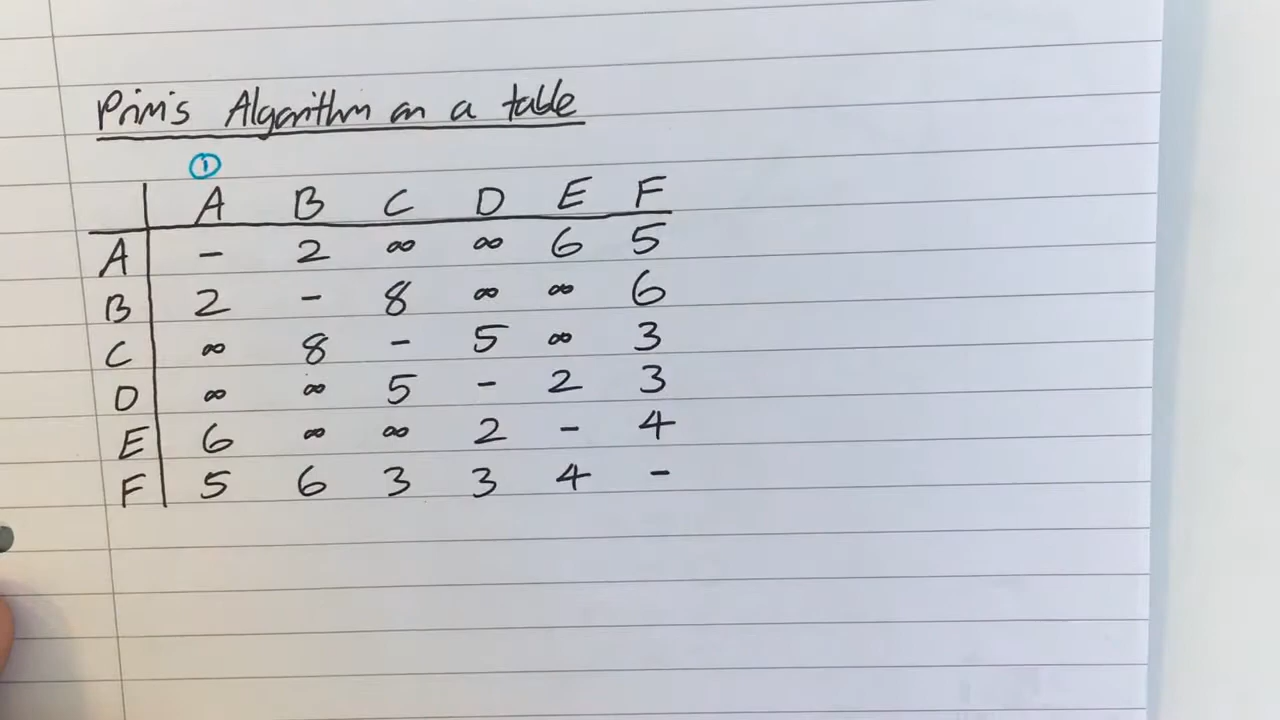 Prim's Algorithm on a table
①
A B C D E F
A - 2 ∞ ∞ 6 5
B 2 - 8 ∞ ∞ 6
C ∞ 8 - 5 ∞ 3
D ∞ ∞ 5 - 2 3
E 6 ∞ ∞ 2 - 4
F 5 6 3 3 4 -